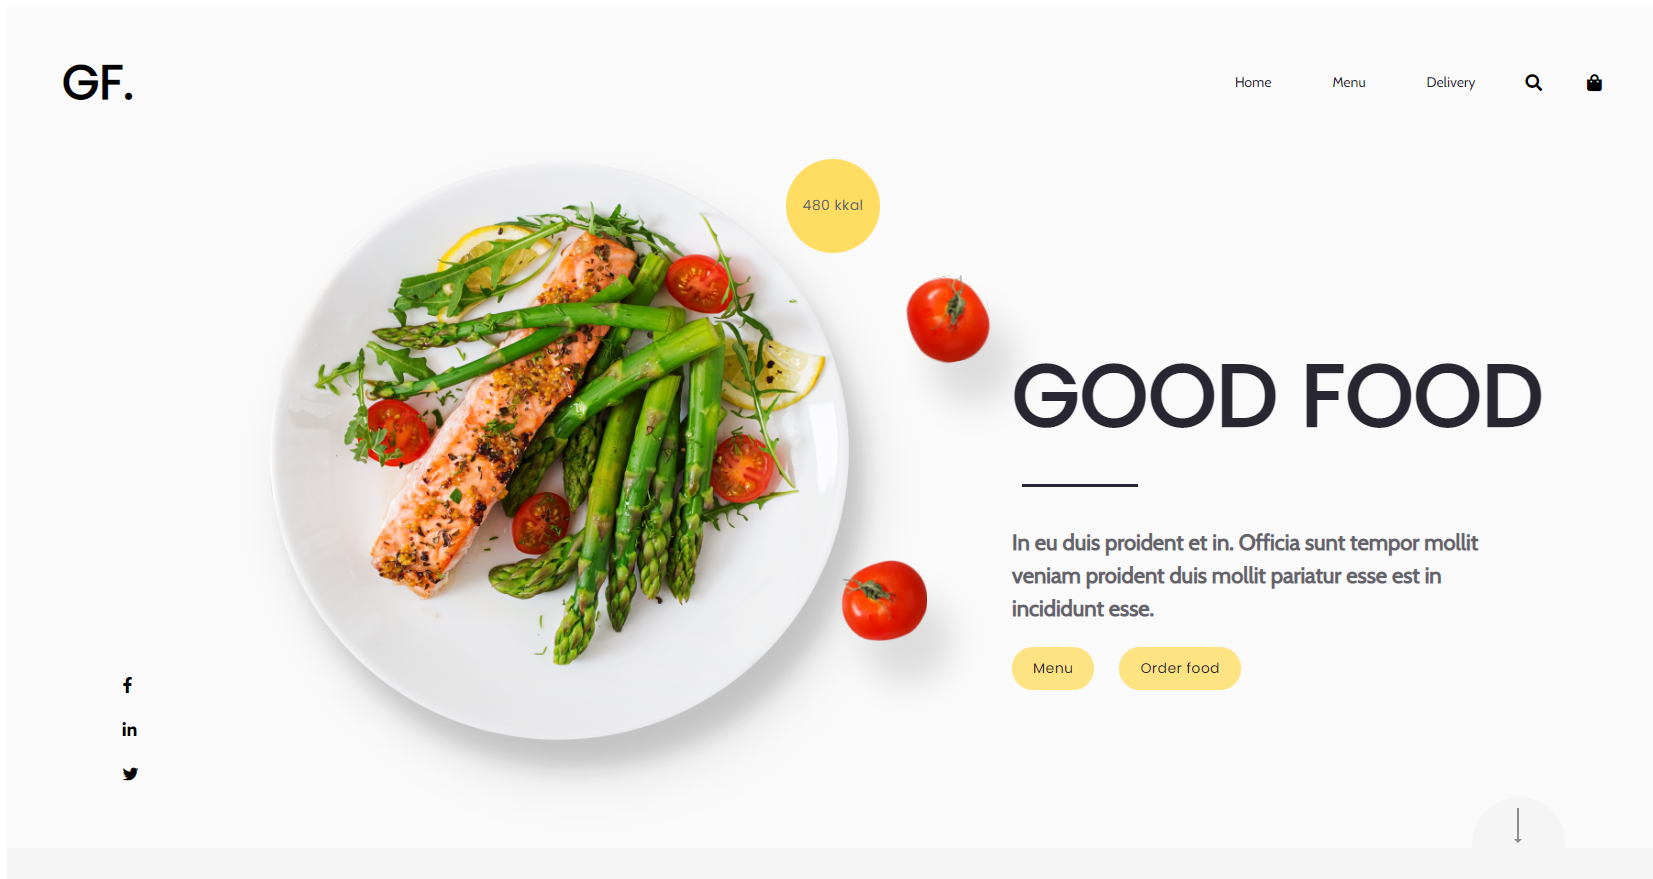 GF.
Home
Menu
Delivery
480 kkal
GOOD FOOD
In eu duis proident et in. Officia sunt tempor mollit
veniam proident duis mollit pariatur esse est in
incididunt esse.
Menu
Order food